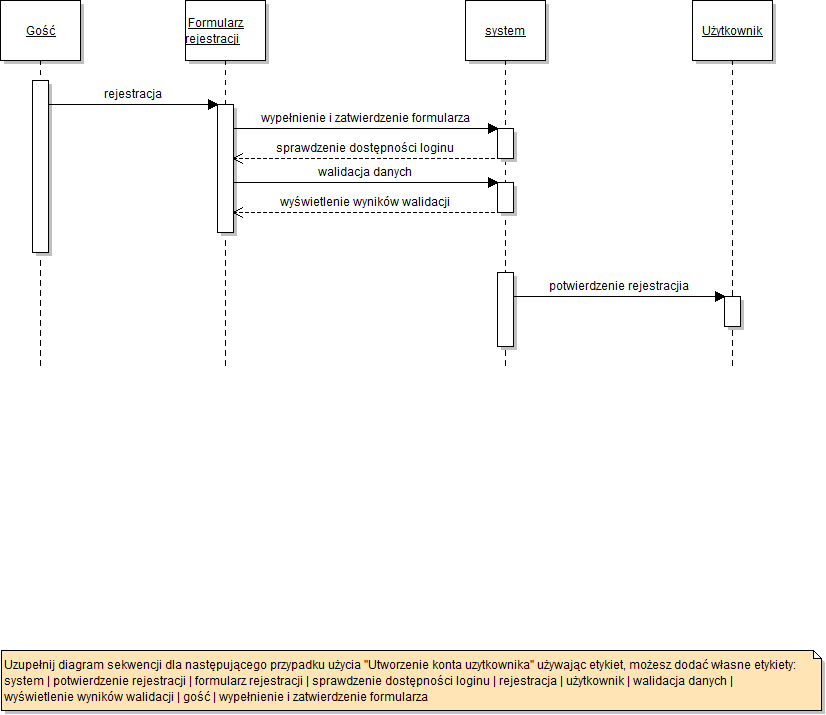 Gość
Formularz
rejestracji
system
Użytkownik
rejestracja
wypełnienie i zatwierdzenie formularza
sprawdzenie dostępności loginu
walidacja danych
wyświetlenie wyników walidacji
potwierdzenie rejestracjia
Uzupełnij diagram sekwencji dla następującego przypadku użycia "Utworzenie konta uzytkownika" używając etykiet, możesz dodać własne etykiety:
system | potwierdzenie rejestracji | formularz rejestracji | sprawdzenie dostępności loginu | rejestracja | użytkownik | walidacja danych |
wyświetlenie wyników walidacji | gość | wypełnienie i zatwierdzenie formularza